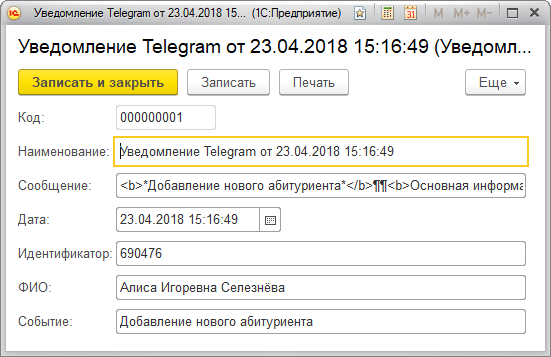 Уведомление Telegram от 23.04.2018 15... (1С:Предприятие) 31 M M+ M-
Уведомление Telegram от 23.04.2018 15:16:49 (Уведомл...
Записать и закрыть Записать Печать Еще
Код: 000000001
Наименование: Уведомление Telegram от 23.04.2018 15:16:49
Сообщение: <b>*Добавление нового абитуриента*</b>¶¶<b>Основная информа
Дата: 23.04.2018 15:16:49
Идентификатор: 690476
ФИО: Алиса Игоревна Селезнёва
Событие: Добавление нового абитуриента